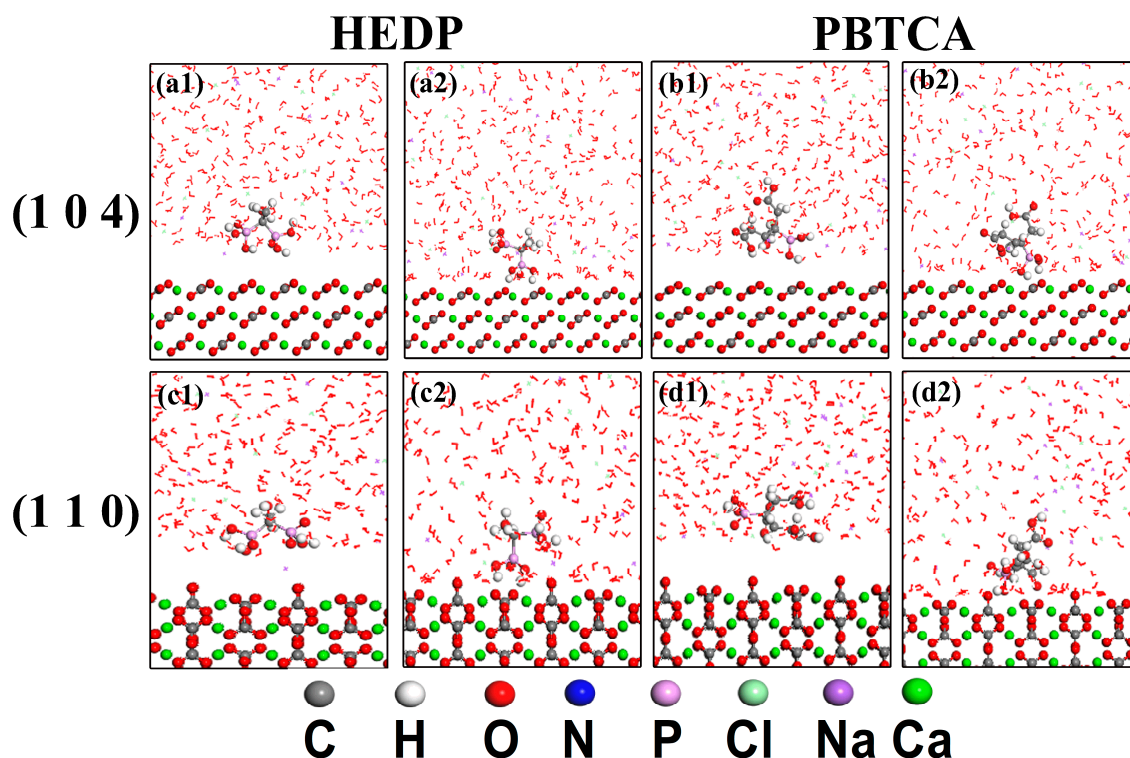 HEDP PBTCA
(a1) (a2) (b1) (b2)
(1 0 4)
(c1) (c2) (d1) (d2)
(1 1 0)
C H O N P Cl Na Ca